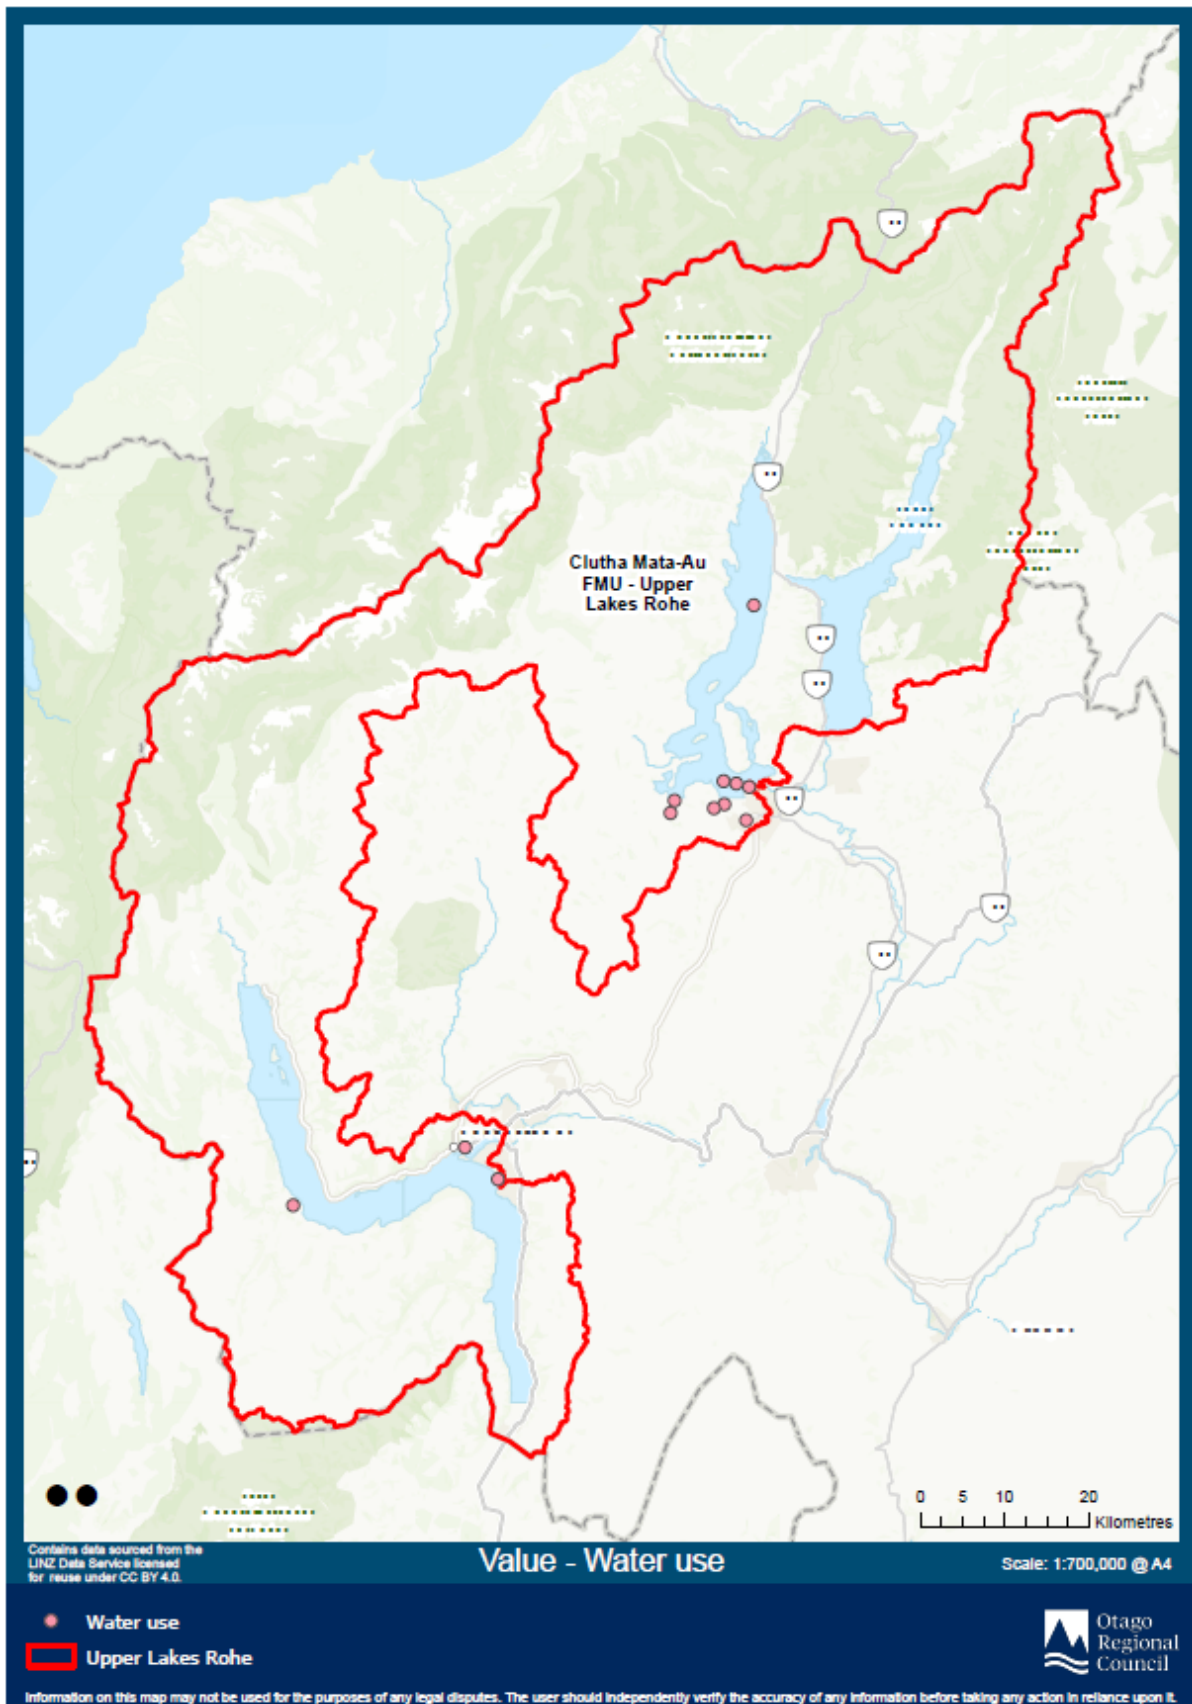 Clutha Mata-Au
FMU - Upper
Lakes Rohe
0 5 10 20
Kilometres
Contains data sourced from the
LINZ Data Service licensed
for reuse under CC BY 4.0.
Value - Water use
Scale: 1:700,000 @ A4
Water use
Upper Lakes Rohe
Otago
Regional
Council
Information on this map may not be used for the purposes of any legal disputes. The user should independently verify the accuracy of any information before taking any action in reliance upon it.